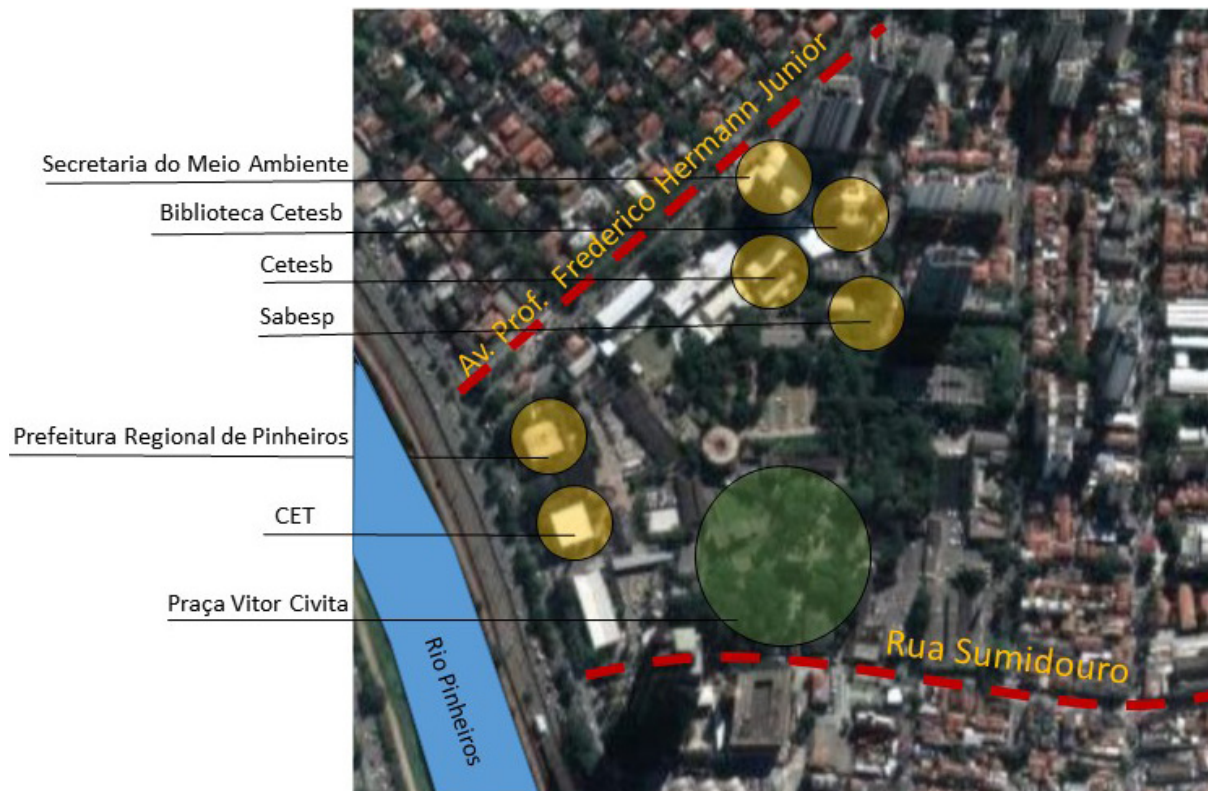 Av. Prof. Frederico Hermann Junior
Secretaria do Meio Ambiente
Biblioteca Cetesb
Cetesb
Sabesp
Prefeitura Regional de Pinheiros
CET
Praça Vitor Civita
Rio Pinheiros
Rua Sumidouro